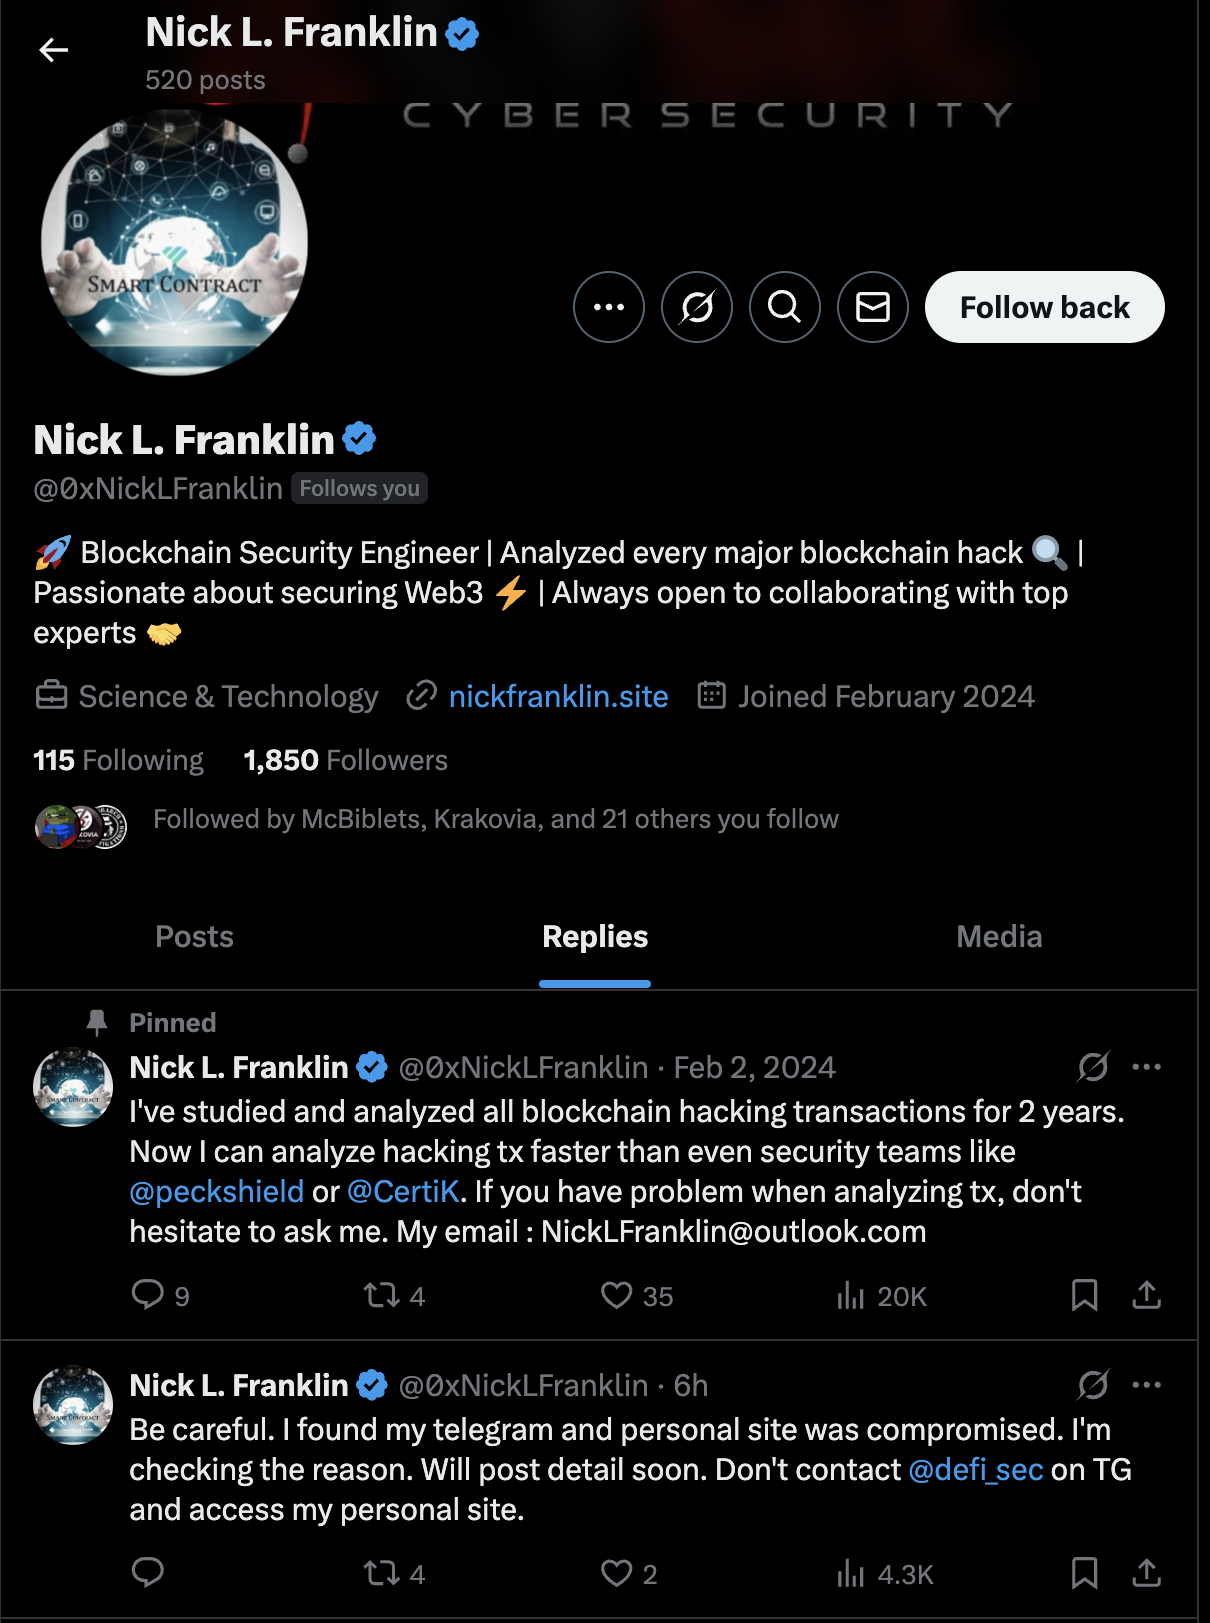 Nick L. Franklin
520 posts
CYBERSECURITY
SMART CONTRACT
Follow back
Nick L. Franklin
@0xNickLFranklin Follows you
🚀 Blockchain Security Engineer | Analyzed every major blockchain hack 🔍 |
Passionate about securing Web3 ⚡ | Always open to collaborating with top
experts 🤝
Science & Technology nickfranklin.site Joined February 2024
115 Following 1,850 Followers
Followed by McBiblets, Krakovia, and 21 others you follow
Posts Replies Media
Pinned
Nick L. Franklin @0xNickLFranklin · Feb 2, 2024
I've studied and analyzed all blockchain hacking transactions for 2 years.
Now I can analyze hacking tx faster than even security teams like
@peckshield or @CertiK. If you have problem when analyzing tx, don't
hesitate to ask me. My email : NickLFranklin@outlook.com
9 4 35 20K
Nick L. Franklin @0xNickLFranklin · 6h
Be careful. I found my telegram and personal site was compromised. I'm
checking the reason. Will post detail soon. Don't contact @defi_sec on TG
and access my personal site.
4 2 4.3K